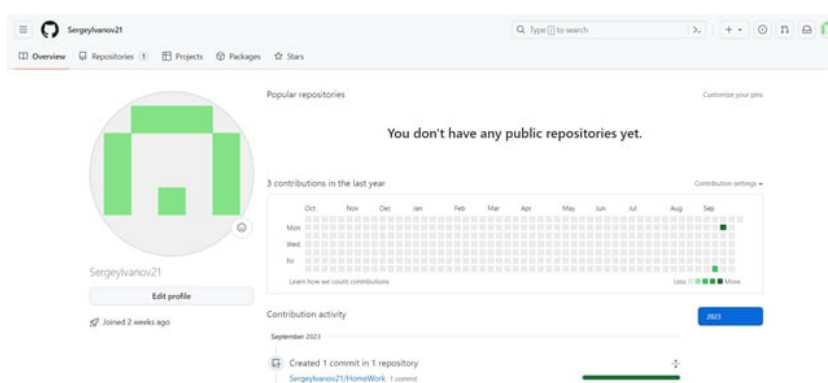 SergeyIvanov21
Type / to search
Overview
Repositories 1
Projects
Packages
Stars
Popular repositories
Customize your pins
You don't have any public repositories yet.
3 contributions in the last year
Contribution settings
Oct Nov Dec Jan Feb Mar Apr May Jun Jul Aug Sep
Mon
Wed
Fri
Learn how we count contributions
Less More
SergeyIvanov21
Edit profile
Joined 2 weeks ago
Contribution activity
2023
September 2023
Created 1 commit in 1 repository
SergeyIvanov21/HomeWork 1 commit